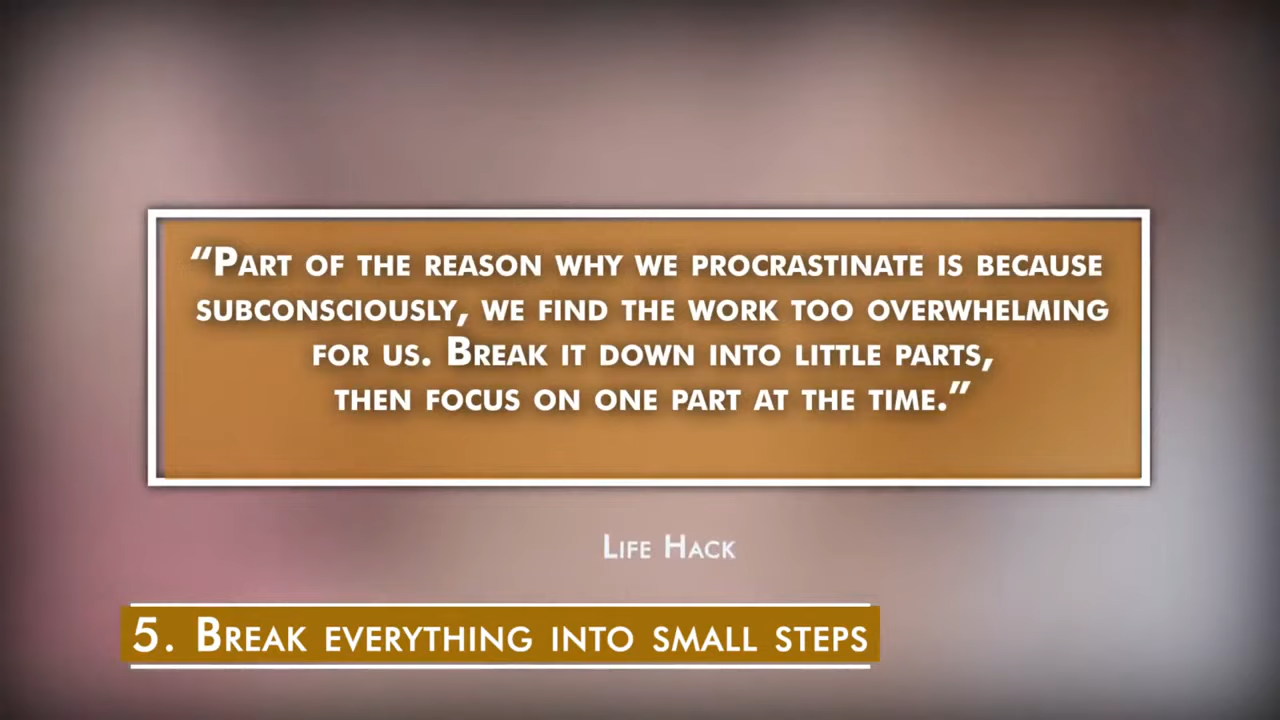 “Part of the reason why we procrastinate is because
subconsciously, we find the work too overwhelming
for us. Break it down into little parts,
then focus on one part at the time.”
Life Hack
5. Break everything into small steps